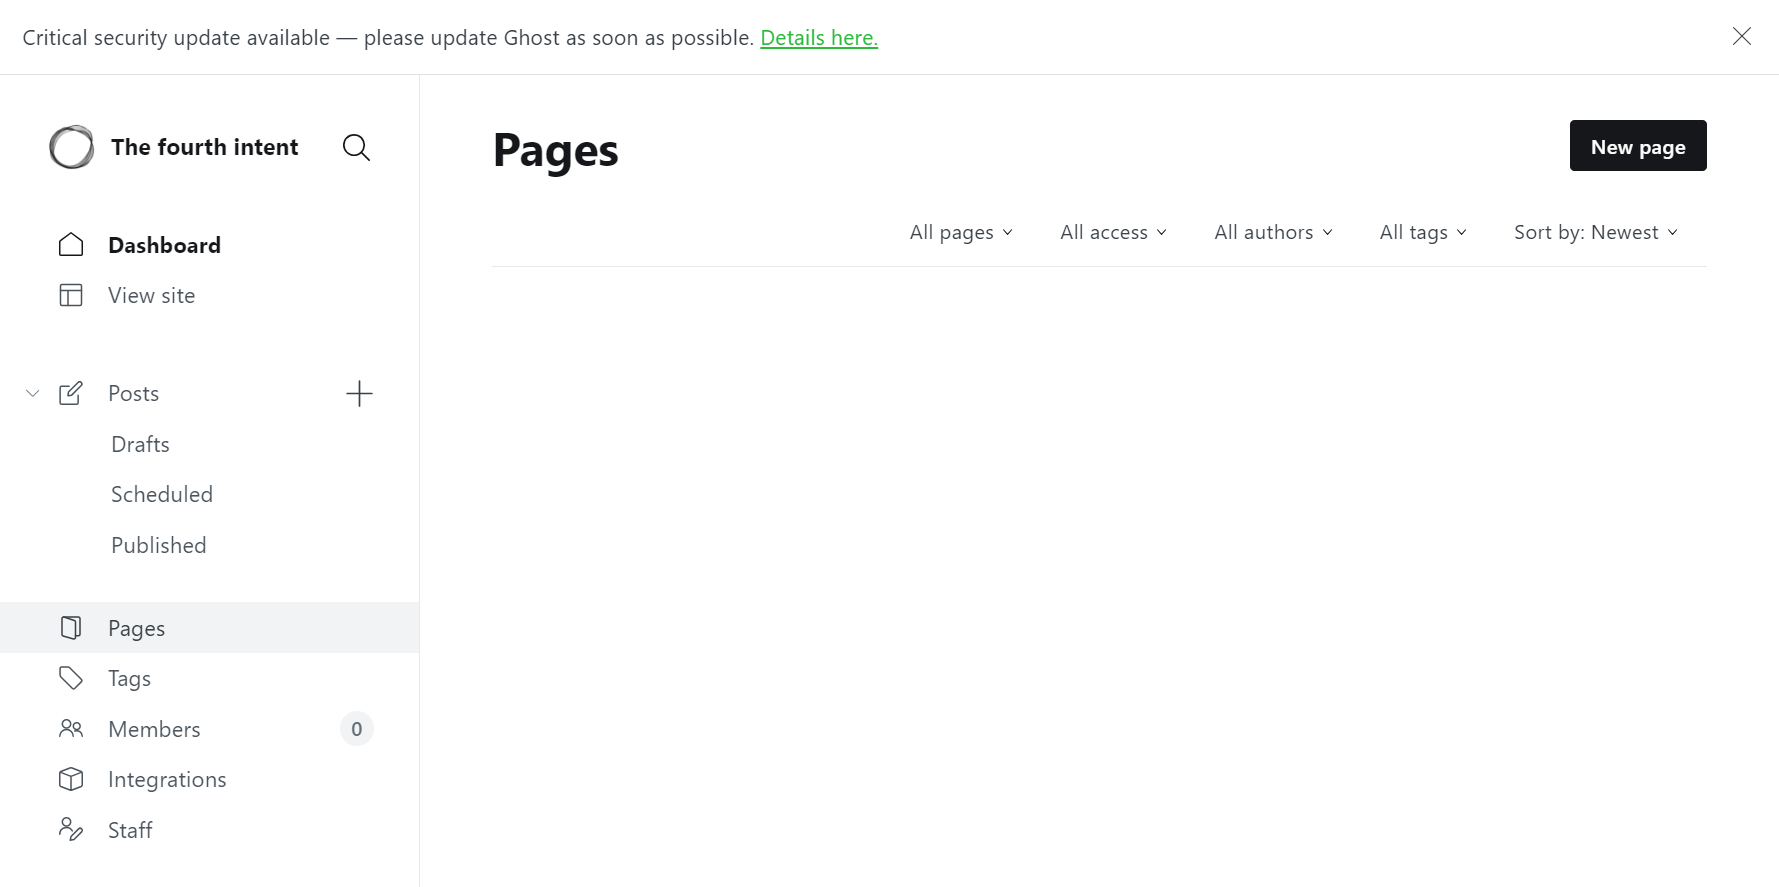 Critical security update available — please update Ghost as soon as possible. Details here.
The fourth intent
Dashboard
View site
Posts
Drafts
Scheduled
Published
Pages
Tags
Members 0
Integrations
Staff
Pages
New page
All pages All access All authors All tags Sort by: Newest